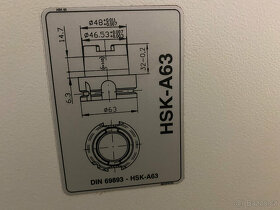 ø48
ø46.53
14.7
32-0.2
6.3
ø63
HSK-A63
DIN 69893 - HSK-A63